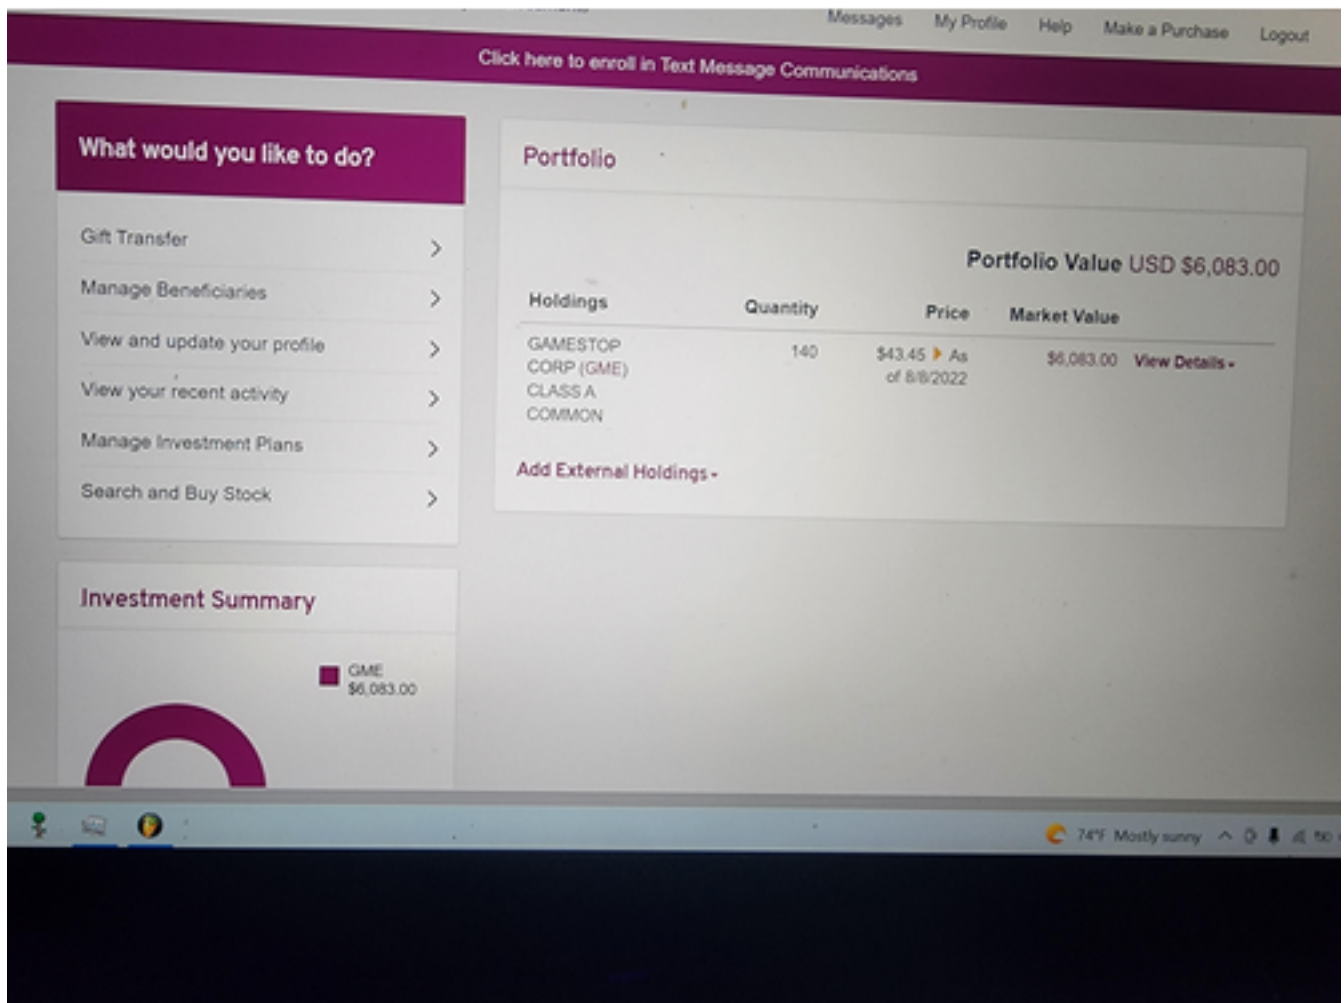 Messages My Profile Help Make a Purchase Logout
Click here to enroll in Text Message Communications
What would you like to do?
Gift Transfer
Manage Beneficiaries
View and update your profile
View your recent activity
Manage Investment Plans
Search and Buy Stock
Portfolio
Portfolio Value USD $6,083.00
Holdings Quantity Price Market Value
GAMESTOP 140 $43.45 As $6,083.00 View Details
CORP (GME) of 8/8/2022
CLASS A
COMMON
Add External Holdings
Investment Summary
GME
$6,083.00
74°F Mostly sunny